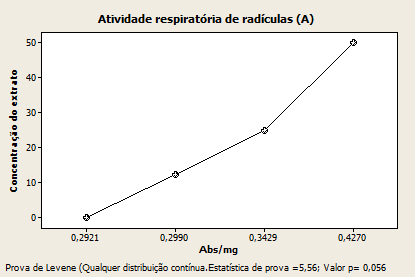 Atividade respiratória de radículas (A)
Concentração do extrato
50
40
30
20
10
0
0,2921 0,2990 0,3429 0,4270
Abs/mg
Prova de Levene (Qualquer distribuição contínua.Estatística de prova =5,56; Valor p= 0,056